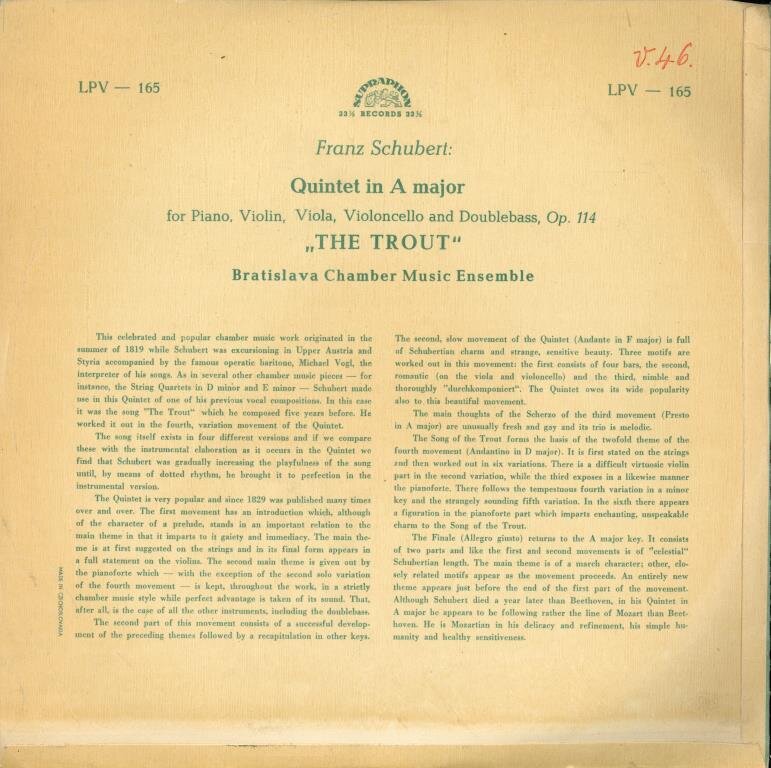 V.46.
LPV — 165
SUPRAPHON
33⅓ RECORDS 33⅓
LPV — 165
Franz Schubert:
Quintet in A major
for Piano, Violin, Viola, Violoncello and Doublebass, Op. 114
„THE TROUT“
Bratislava Chamber Music Ensemble
This celebrated and popular chamber music work originated in the
summer of 1819 while Schubert was excursioning in Upper Austria and
Styria accompanied by the famous operatic baritone, Michael Vogl, the
interpreter of his songs. As in several other chamber music pieces — for
instance, the String Quartets in D minor and E minor — Schubert made
use in this Quintet of one of his previous vocal compositions. In this case
it was the song "The Trout“ which he composed five years before. He
worked it out in the fourth, variation movement of the Quintet.
The song itself exists in four different versions and if we compare
these with the instrumental elaboration as it occurs in the Quintet we
find that Schubert was gradually increasing the playfulness of the song
until, by means of dotted rhythm, he brought it to perfection in the
instrumental version.
The Quintet is very popular and since 1829 was published many times
over and over. The first movement has an introduction which, although
of the character of a prelude, stands in an important relation to the
main theme in that it imparts to it gaiety and immediacy. The main the-
me is at first suggested on the strings and in its final form appears in
a full statement on the violins. The second main theme is given out by
the pianoforte which — with the exception of the second solo variation
of the fourth movement — is kept, throughout the work, in a strictly
chamber music style while perfect advantage is taken of its sound. That,
after all, is the case of all the other instruments, including the doublebass.
The second part of this movement consists of a successful develop-
ment of the preceding themes followed by a recapitulation in other keys.
The second, slow movement of the Quintet (Andante in F major) is full
of Schubertian charm and strange, sensitive beauty. Three motifs are
worked out in this movement: the first consists of four bars, the second,
romantic (on the viola and violoncello) and the third, nimble and
thoroughly "durchkomponiert“. The Quintet owes its wide popularity
also to this beautiful movement.
The main thoughts of the Scherzo of the third movement (Presto
in A major) are unusually fresh and gay and its trio is melodic.
The Song of the Trout forms the basis of the twofold theme of the
fourth movement (Andantino in D major). It is first stated on the strings
and then worked out in six variations. There is a difficult virtuosic violin
part in the second variation, while the third exposes in a likewise manner
the pianoforte. There follows the tempestuous fourth variation in a minor
key and the strangely sounding fifth variation. In the sixth there appears
a figuration in the pianoforte part which imparts enchanting, unspeakable
charm to the Song of the Trout.
The Finale (Allegro giusto) returns to the A major key. It consists
of two parts and like the first and second movements is of "celestial“
Schubertian length. The main theme is of a march character; other, clo-
sely related motifs appear as the movement proceeds. An entirely new
theme appears just before the end of the first part of the movement.
Although Schubert died a year later than Beethoven, in his Quintet in
A major he appears to be following rather the line of Mozart than Beet-
hoven. He is Mozartian in his delicacy and refinement, his simple hu-
manity and healthy sensitiveness.
MADE IN CZECHOSLOVAKIA